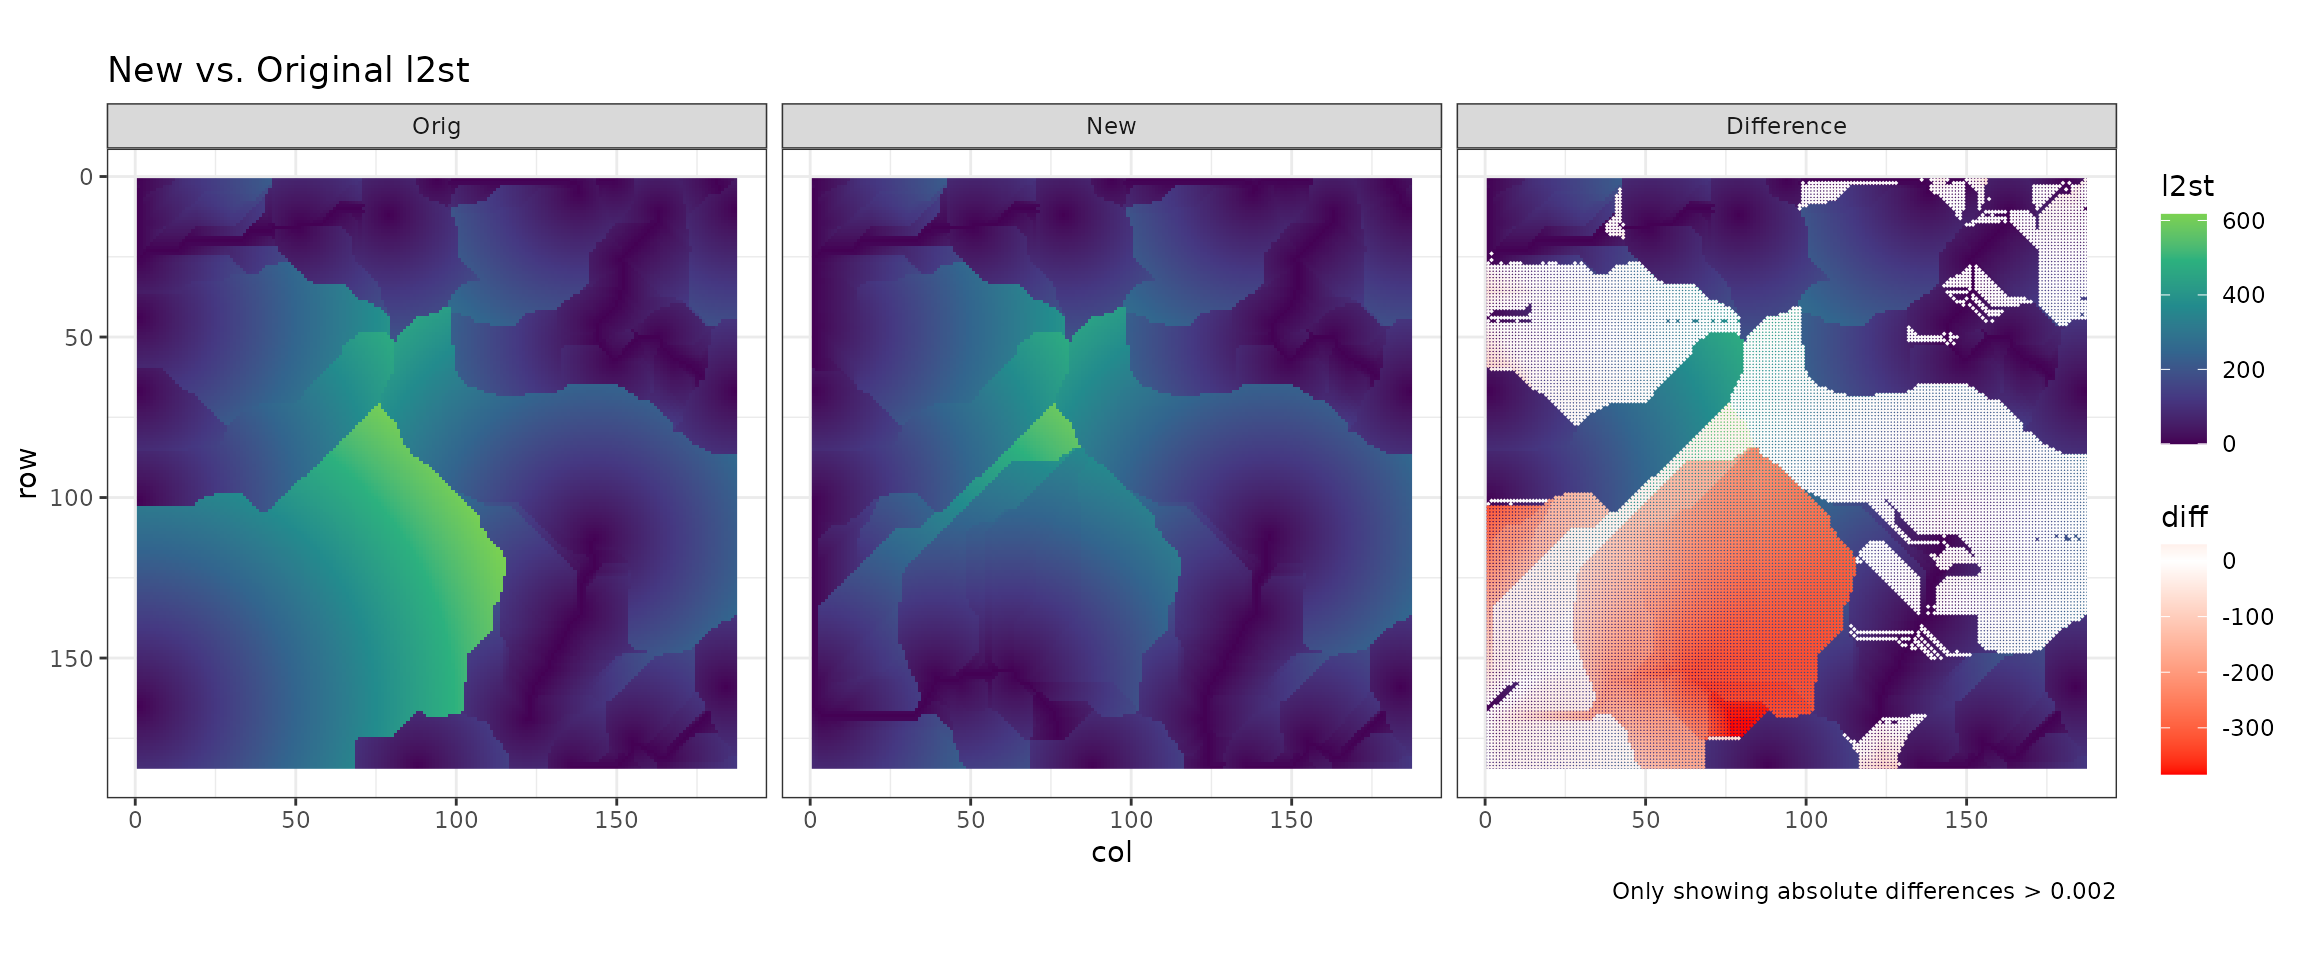 New vs. Original l2st
Orig New Difference
row
0
50
100
150
0 50 100 150
0 50 100 150
0 50 100 150
col
l2st
600
400
200
0
diff
0
-100
-200
-300
Only showing absolute differences > 0.002